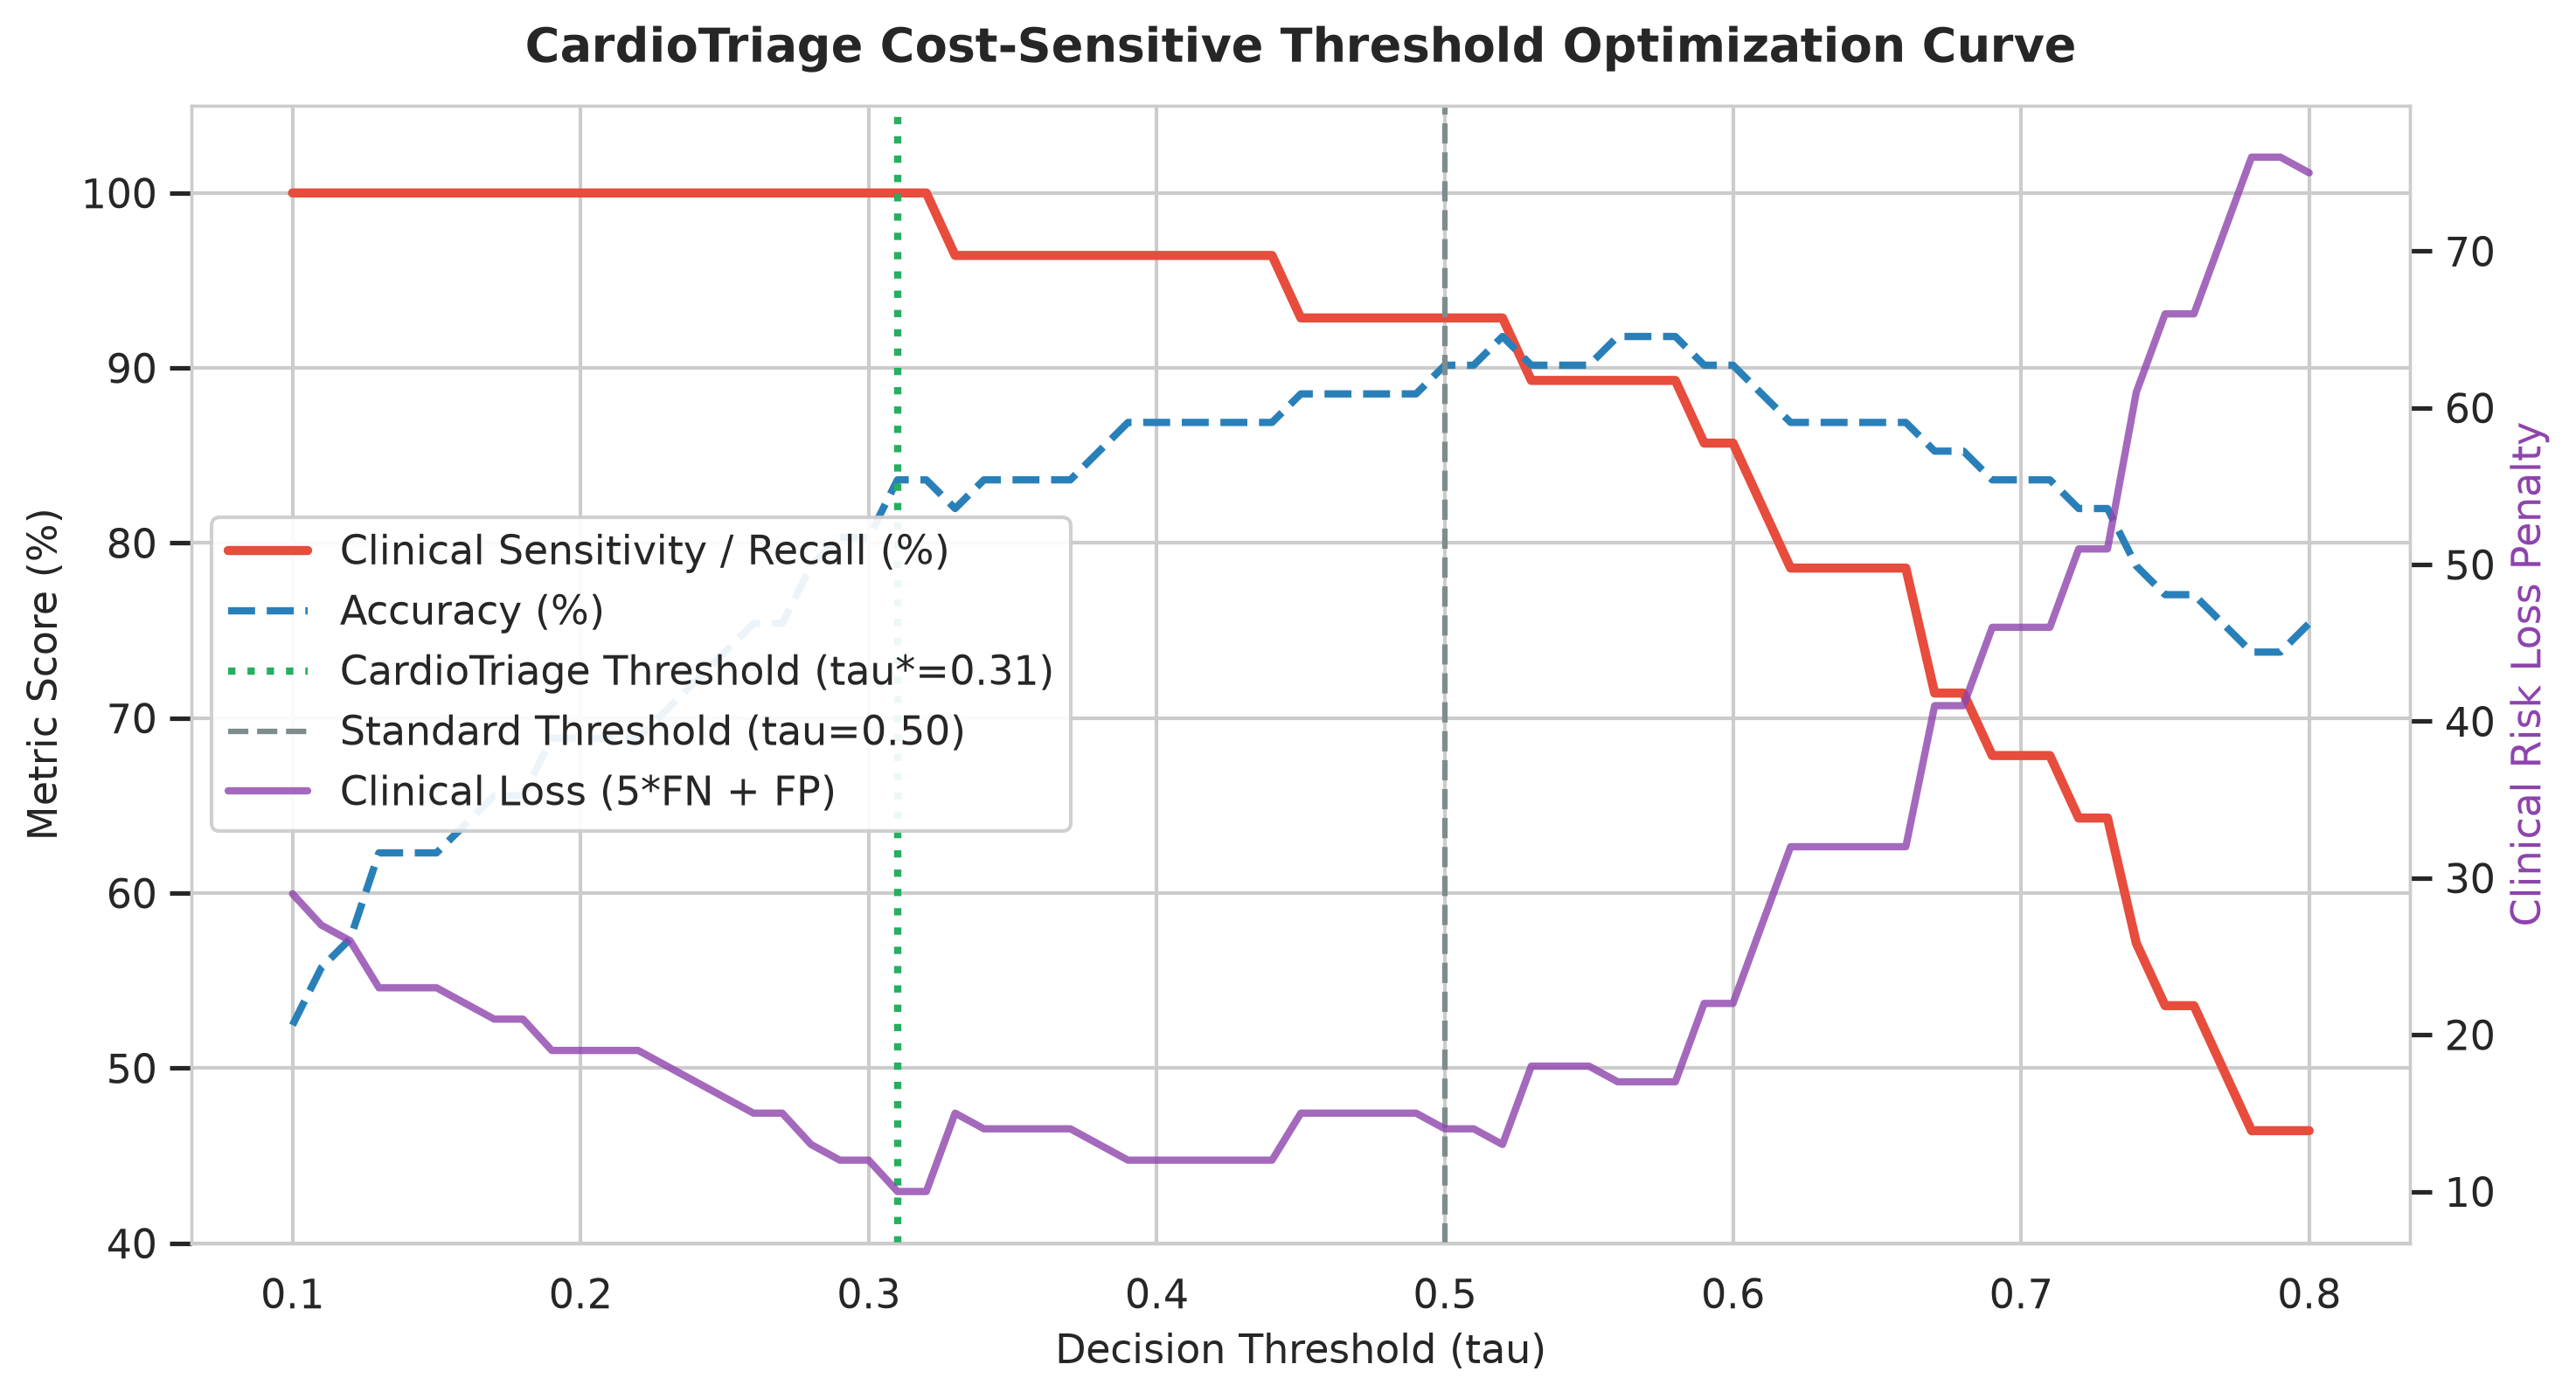 CardioTriage Cost-Sensitive Threshold Optimization Curve
Metric Score (%)
100
90
80
70
60
50
40
Clinical Sensitivity / Recall (%)
Accuracy (%)
CardioTriage Threshold (tau*=0.31)
Standard Threshold (tau=0.50)
Clinical Loss (5*FN + FP)
70
60
50
40
30
20
10
Clinical Risk Loss Penalty
0.1 0.2 0.3 0.4 0.5 0.6 0.7 0.8
Decision Threshold (tau)